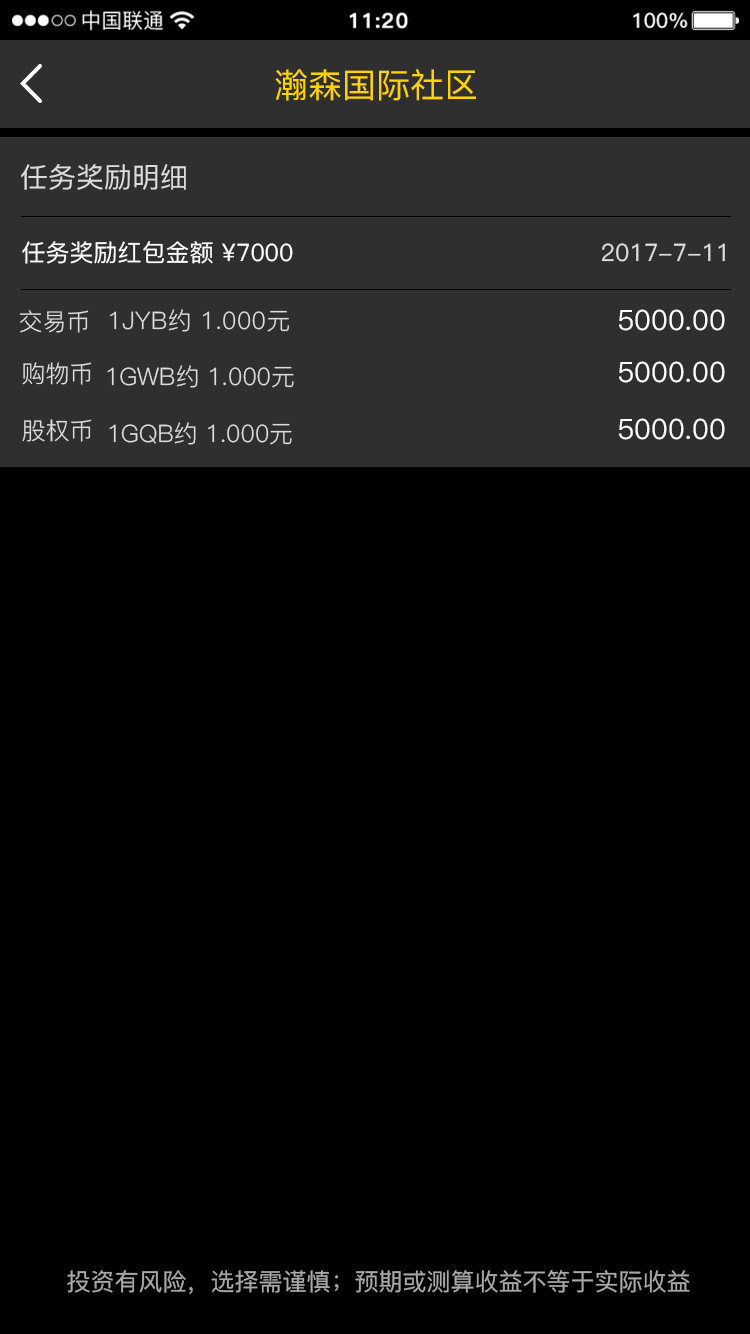 中国联通 11:20 100%
瀚森国际社区
任务奖励明细
任务奖励红包金额 ¥7000 2017-7-11
交易币 1JYB约 1.000元 5000.00
购物币 1GWB约 1.000元 5000.00
股权币 1GQB约 1.000元 5000.00
投资有风险，选择需谨慎；预期或测算收益不等于实际收益